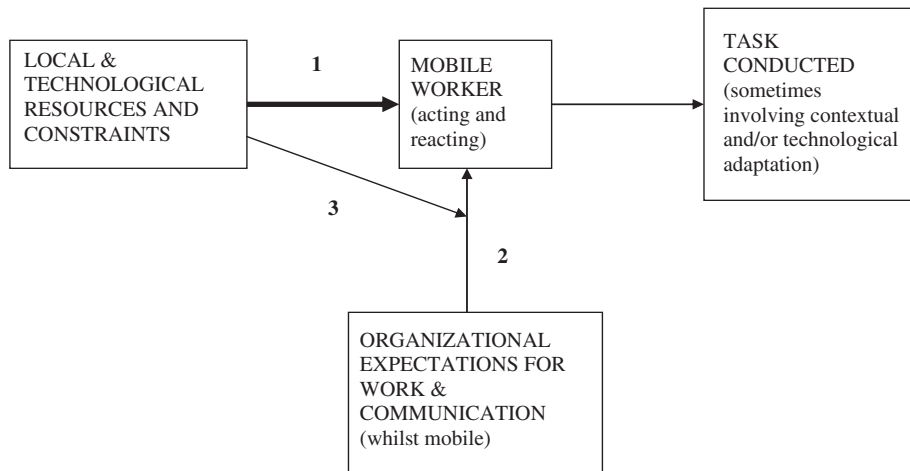 LOCAL &
TECHNOLOGICAL
RESOURCES AND
CONSTRAINTS
1
MOBILE
WORKER
(acting and
reacting)
TASK
CONDUCTED
(sometimes
involving contextual
and/or technological
adaptation)
3
2
ORGANIZATIONAL
EXPECTATIONS FOR
WORK &
COMMUNICATION
(whilst mobile)